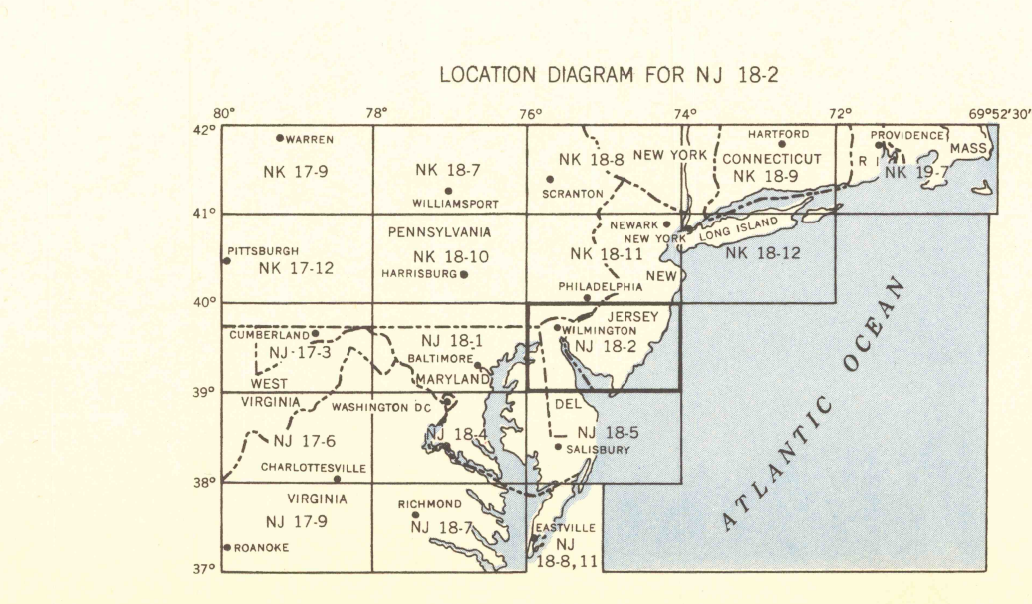 LOCATION DIAGRAM FOR NJ 18-2
80° 78° 76° 74° 72° 69°52'30"
42°
WARREN
NK 17-9
NK 18-7
WILLIAMSPORT
NK 18-8
SCRANTON
NEW YORK
HARTFORD
CONNECTICUT
NK 18-9
PROVIDENCE
R I
MASS
NK 19-7
41°
PITTSBURGH
NK 17-12
PENNSYLVANIA
NK 18-10
HARRISBURG
NEWARK
NEW YORK
NK 18-11
NEW
PHILADELPHIA
LONG ISLAND
NK 18-12
40°
CUMBERLAND
NJ-17-3
WEST
VIRGINIA
NJ 18-1
BALTIMORE
MARYLAND
JERSEY
WILMINGTON
NJ 18-2
39°
WASHINGTON DC
NJ 17-6
CHARLOTTESVILLE
NJ 18-4
DEL
NJ 18-5
SALISBURY
38°
VIRGINIA
NJ 17-9
ROANOKE
RICHMOND
NJ 18-7
EASTVILLE
NJ
18-8, 11
37°
ATLANTIC OCEAN